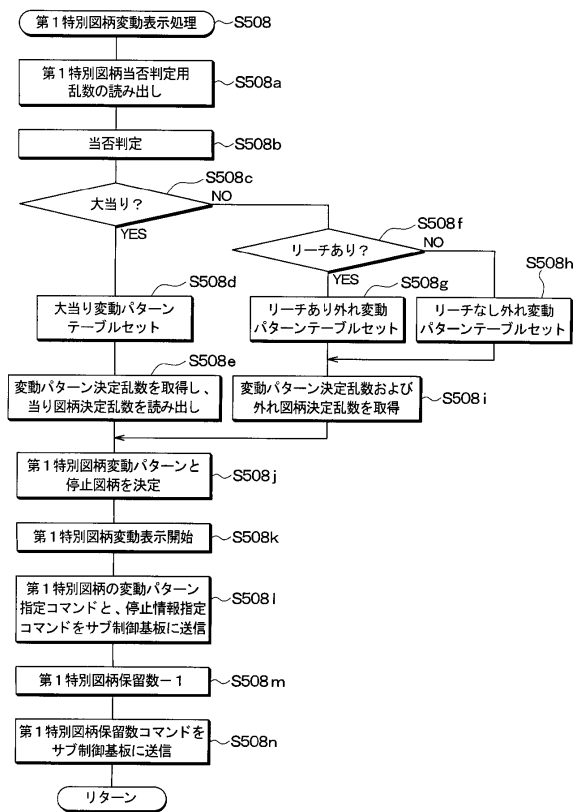 第１特別図柄変動表示処理
S508
第１特別図柄当否判定用
乱数の読み出し
S508a
当否判定
S508b
S508c
大当り？
NO
YES
S508f
リーチあり？
NO
YES
S508d
大当り変動パターン
テーブルセット
S508g
リーチあり外れ変動
パターンテーブルセット
S508h
リーチなし外れ変動
パターンテーブルセット
S508e
変動パターン決定乱数を取得し、
当り図柄決定乱数を読み出し
変動パターン決定乱数および
外れ図柄決定乱数を取得
S508i
第１特別図柄変動パターンと
停止図柄を決定
S508j
第１特別図柄変動表示開始
S508k
第１特別図柄の変動パターン
指定コマンドと、停止情報指定
コマンドをサブ制御基板に送信
S508l
第１特別図柄保留数－１
S508m
第１特別図柄保留数コマンドを
サブ制御基板に送信
S508n
リターン